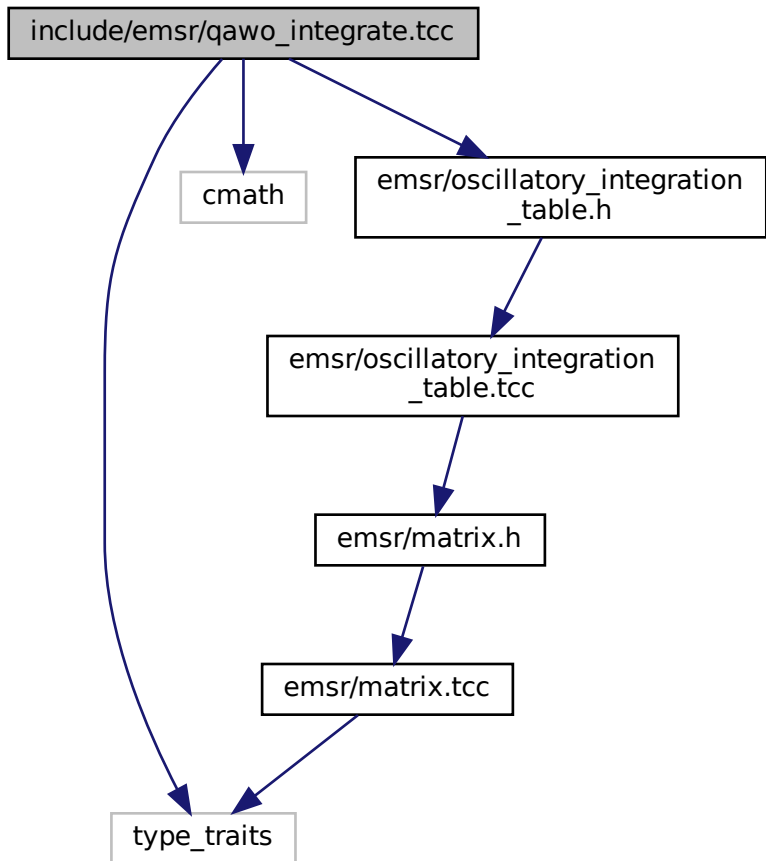 include/emsr/qawo_integrate.tcc
cmath
emsr/oscillatory_integration
_table.h
emsr/oscillatory_integration
_table.tcc
emsr/matrix.h
emsr/matrix.tcc
type_traits